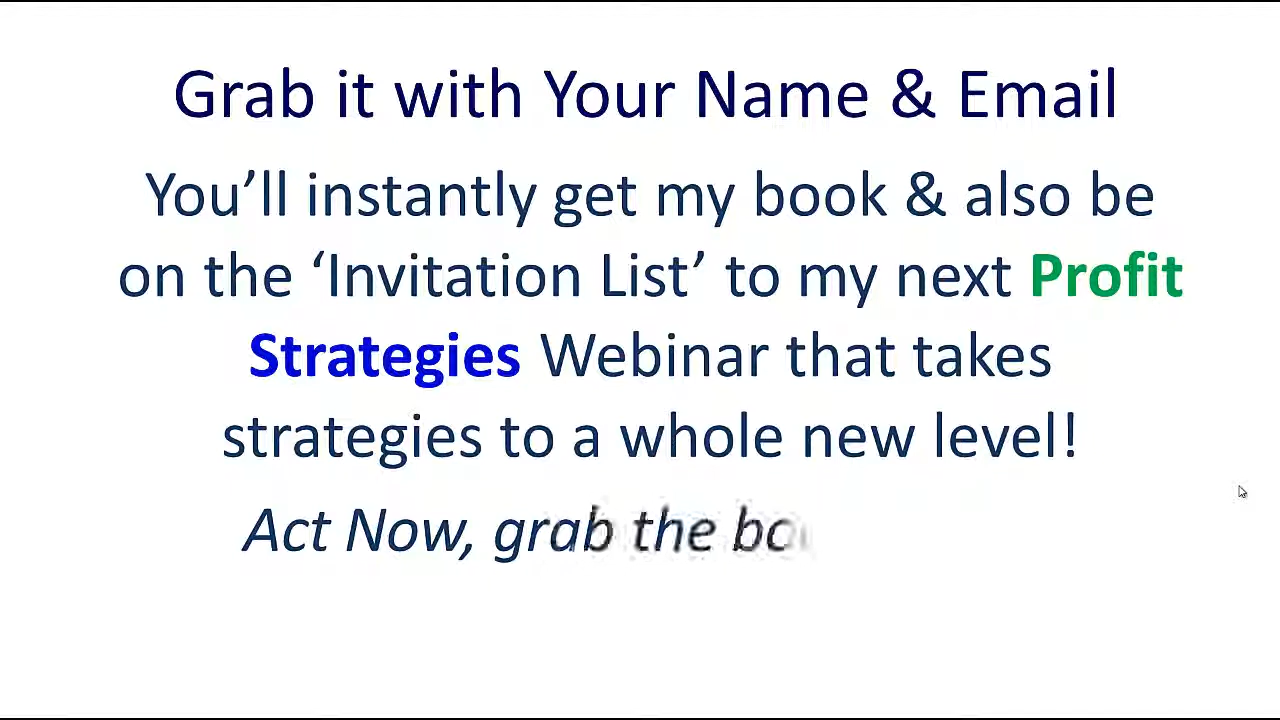 Grab it with Your Name & Email
You’ll instantly get my book & also be
on the ‘Invitation List’ to my next Profit
Strategies Webinar that takes
strategies to a whole new level!
Act Now, grab the